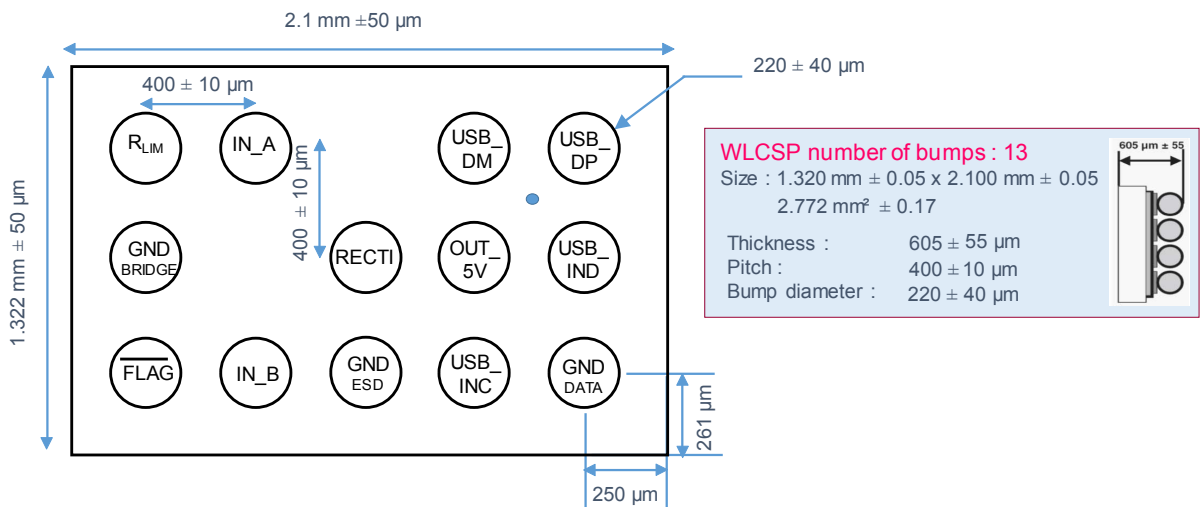 2.1 mm ±50 µm
400 ± 10 µm
220 ± 40 µm
R_LIM
IN_A
USB_
DM
USB_
DP
400 ± 10 µm
1.322 mm ± 50 µm
GND
BRIDGE
RECTI
OUT_
5V
USB_
IND
FLAG
IN_B
GND
ESD
USB_
INC
GND
DATA
261 µm
250 µm
WLCSP number of bumps : 13
Size : 1.320 mm ± 0.05 x 2.100 mm ± 0.05
2.772 mm² ± 0.17
Thickness : 605 ± 55 µm
Pitch : 400 ± 10 µm
Bump diameter : 220 ± 40 µm
605 µm ± 55